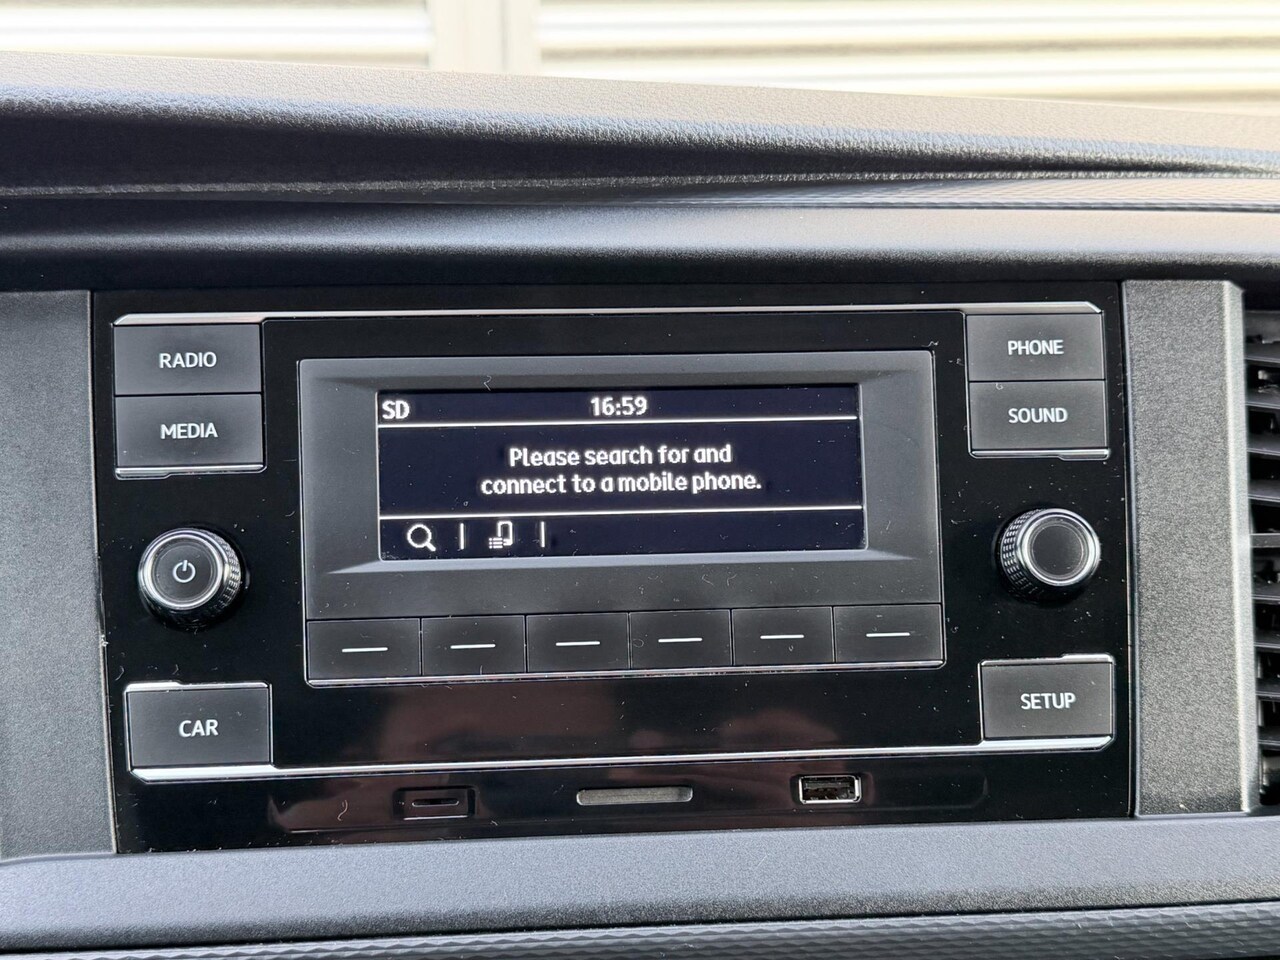 RADIO
MEDIA
SD 16:59
Please search for and
connect to a mobile phone.
PHONE
SOUND
CAR
SETUP